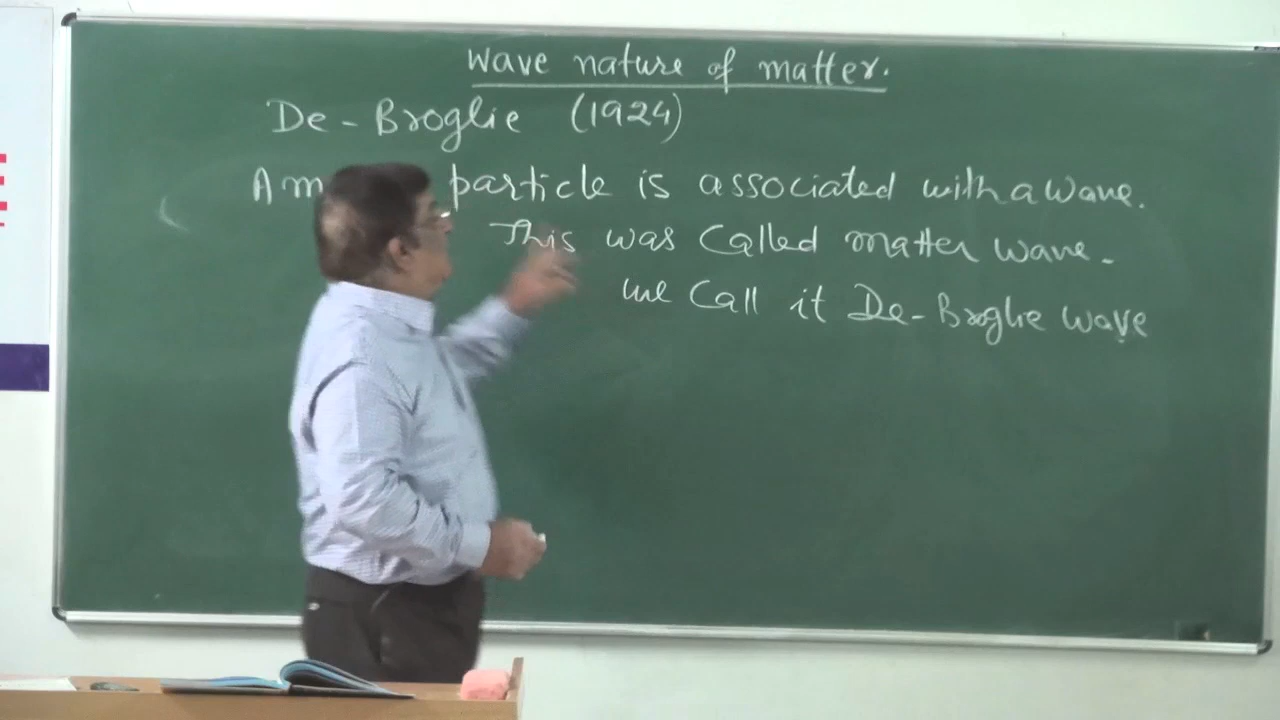 Wave nature of matter.
De-Broglie (1924)
A particle is associated with a wave.
This was called matter wave.
we call it De-Broglie wave